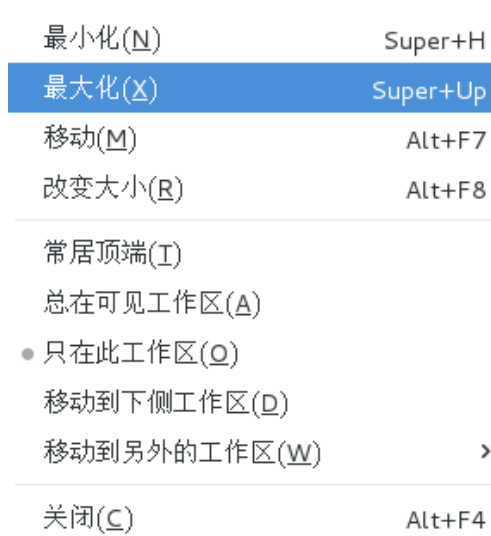 最小化(N) Super+H
最大化(X) Super+Up
移动(M) Alt+F7
改变大小(R) Alt+F8
常居顶端(T)
总在可见工作区(A)
只在此工作区(O)
移动到下侧工作区(D)
移动到另外的工作区(W)
关闭(C) Alt+F4